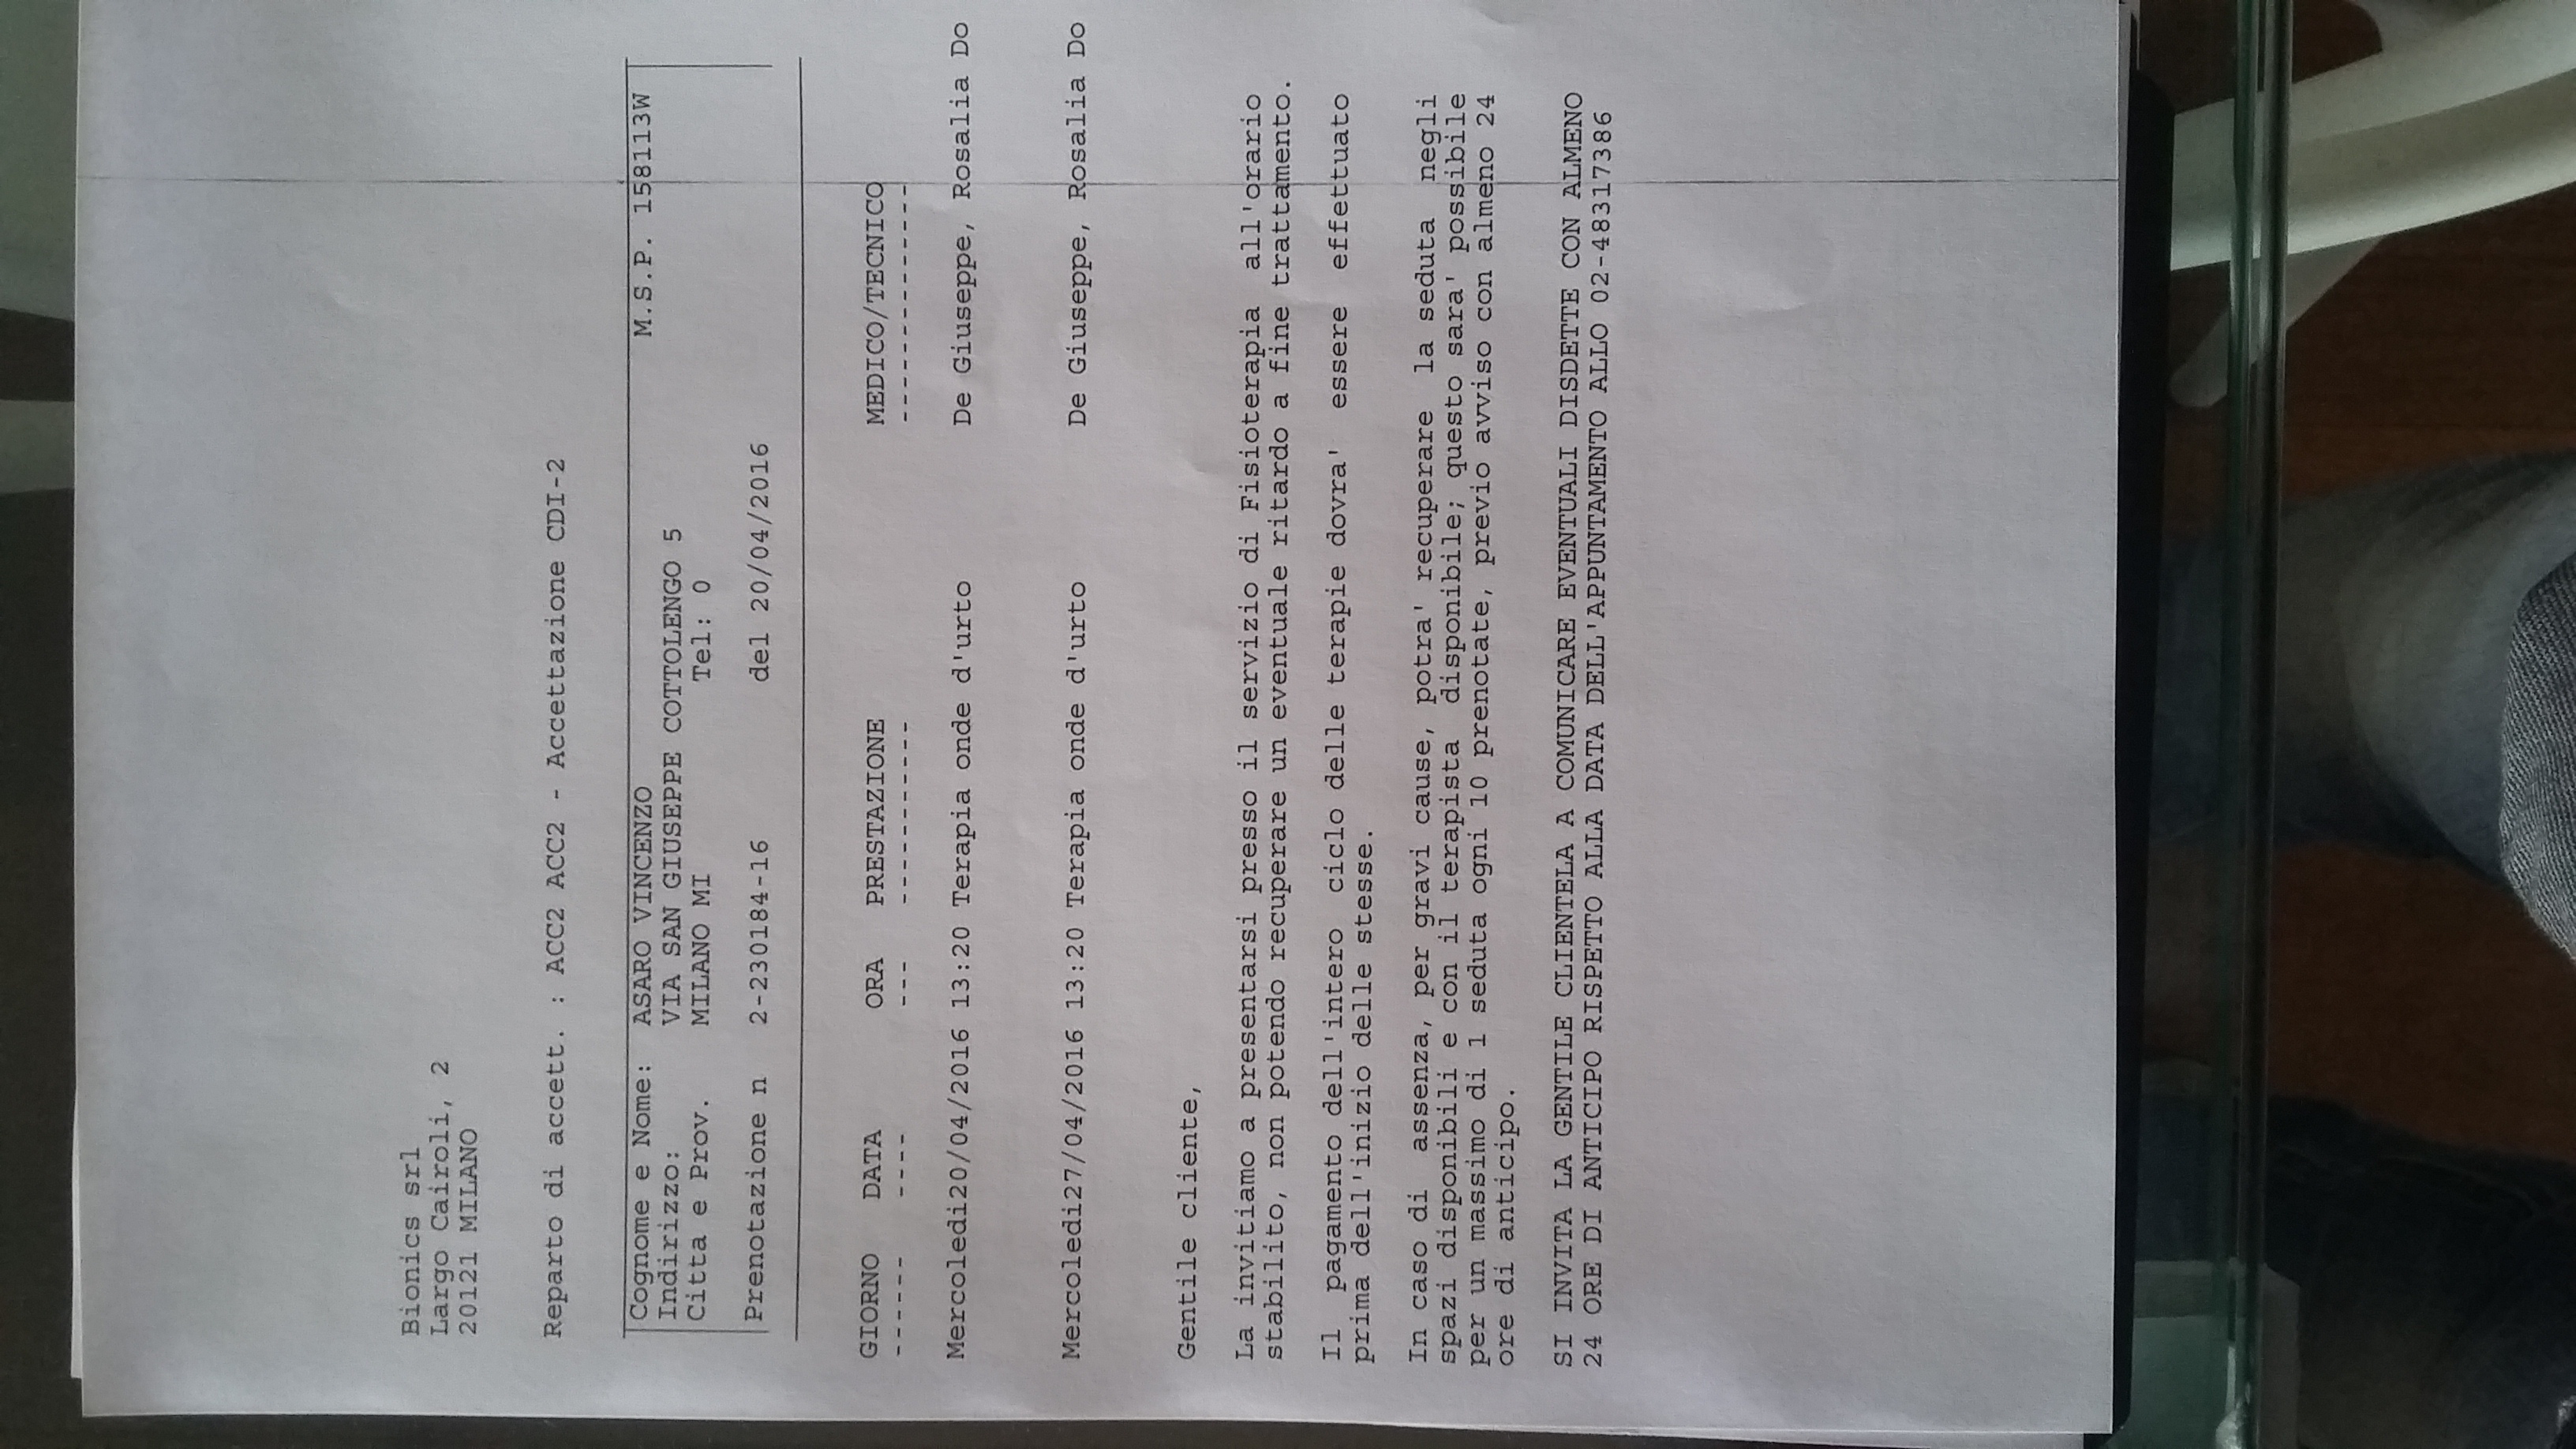 Bionics srl
Largo Cairoli, 2
20121 MILANO
Reparto di accett. : ACC2 ACC2 - Accettazione CDI-2
Cognome e Nome: ASARO VINCENZO M.S.P. 158113W
Indirizzo: VIA SAN GIUSEPPE COTTOLENGO 5
Citta e Prov. MILANO MI Tel: 0
Prenotazione n 2-230184-16 del 20/04/2016
GIORNO DATA ORA PRESTAZIONE MEDICO/TECNICO
------ ---- --- ----------- --------------
Mercoledi20/04/2016 13:20 Terapia onde d'urto De Giuseppe, Rosalia Do
Mercoledi27/04/2016 13:20 Terapia onde d'urto De Giuseppe, Rosalia Do
Gentile cliente,
La invitiamo a presentarsi presso il servizio di Fisioterapia all'orario
stabilito, non potendo recuperare un eventuale ritardo a fine trattamento.
Il pagamento dell'intero ciclo delle terapie dovra' essere effettuato
prima dell'inizio delle stesse.
In caso di assenza, per gravi cause, potra' recuperare la seduta negli
spazi disponibili e con il terapista disponibile; questo sara' possibile
per un massimo di 1 seduta ogni 10 prenotate, previo avviso con almeno 24
ore di anticipo.
SI INVITA LA GENTILE CLIENTELA A COMUNICARE EVENTUALI DISDETTE CON ALMENO
24 ORE DI ANTICIPO RISPETTO ALLA DATA DELL'APPUNTAMENTO ALLO 02-48317386